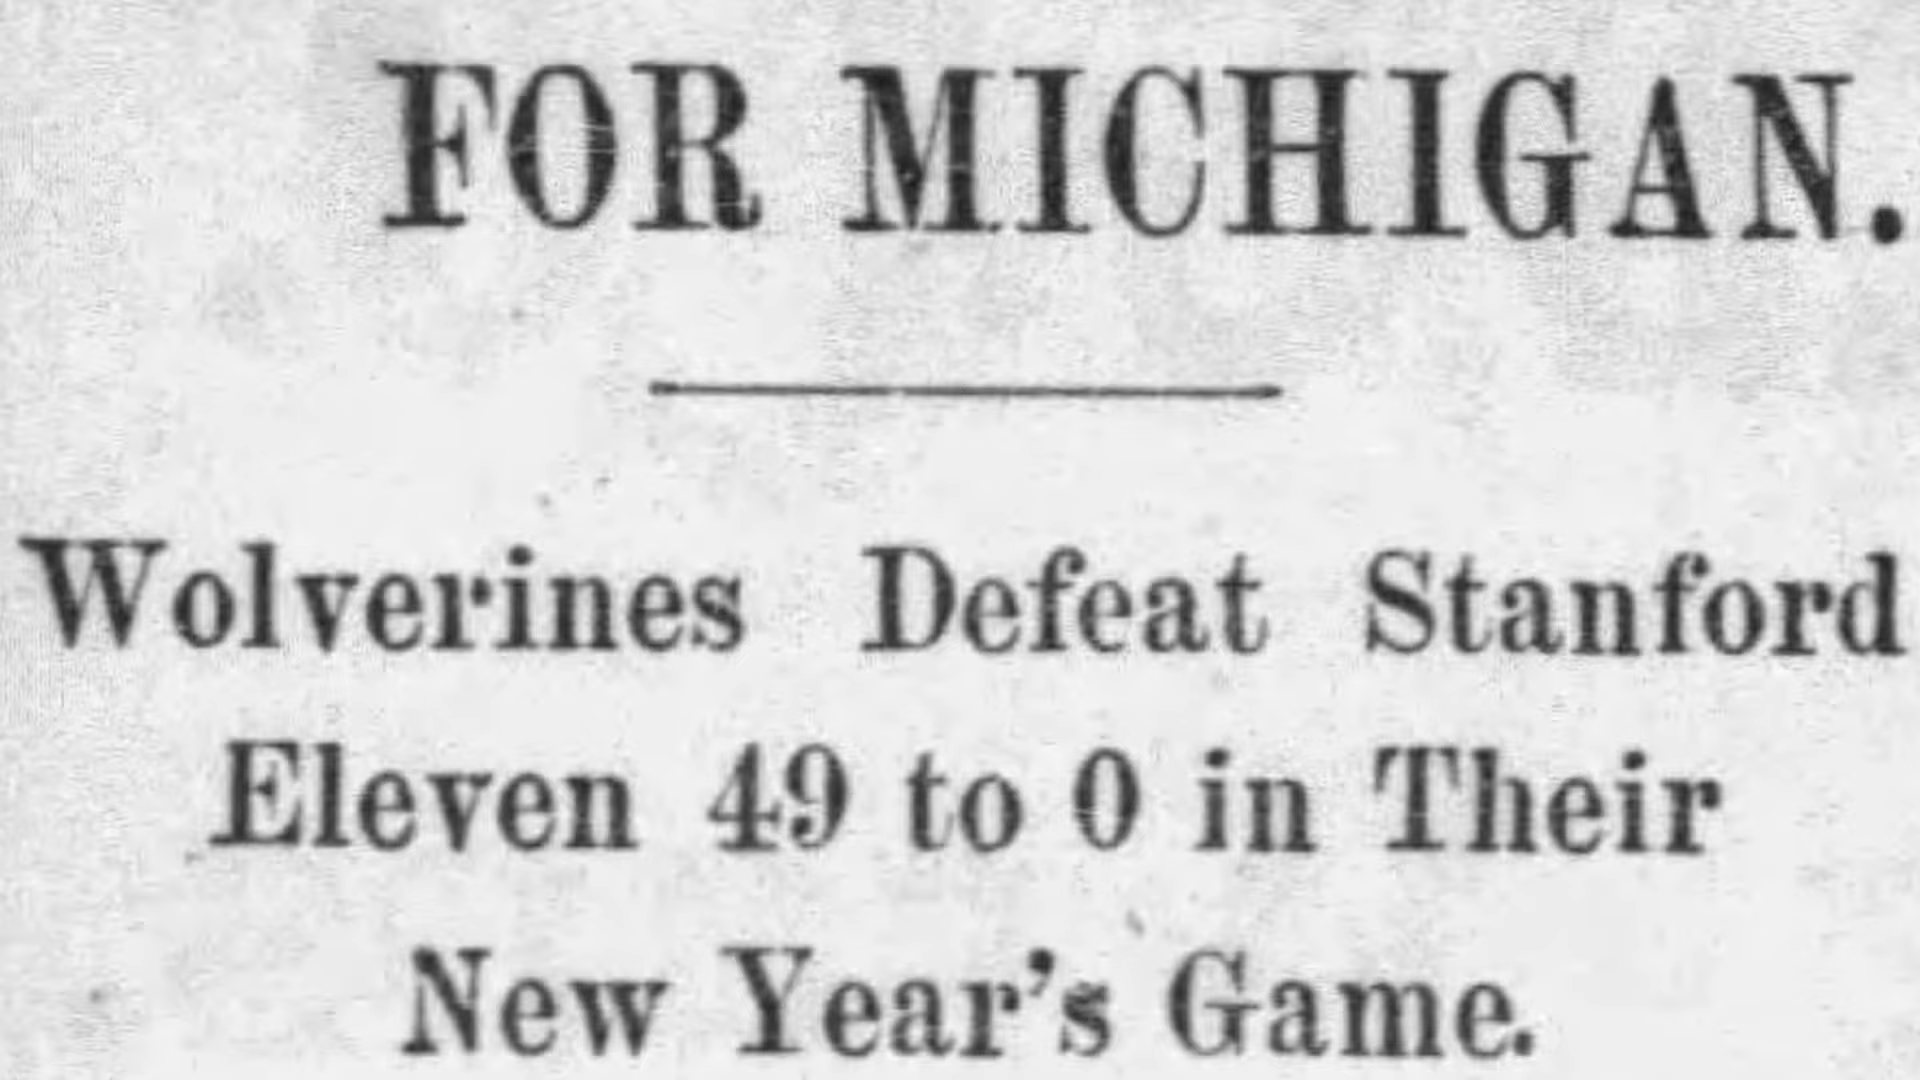 FOR MICHIGAN.
Wolverines Defeat Stanford
Eleven 49 to 0 in Their
New Year's Game.